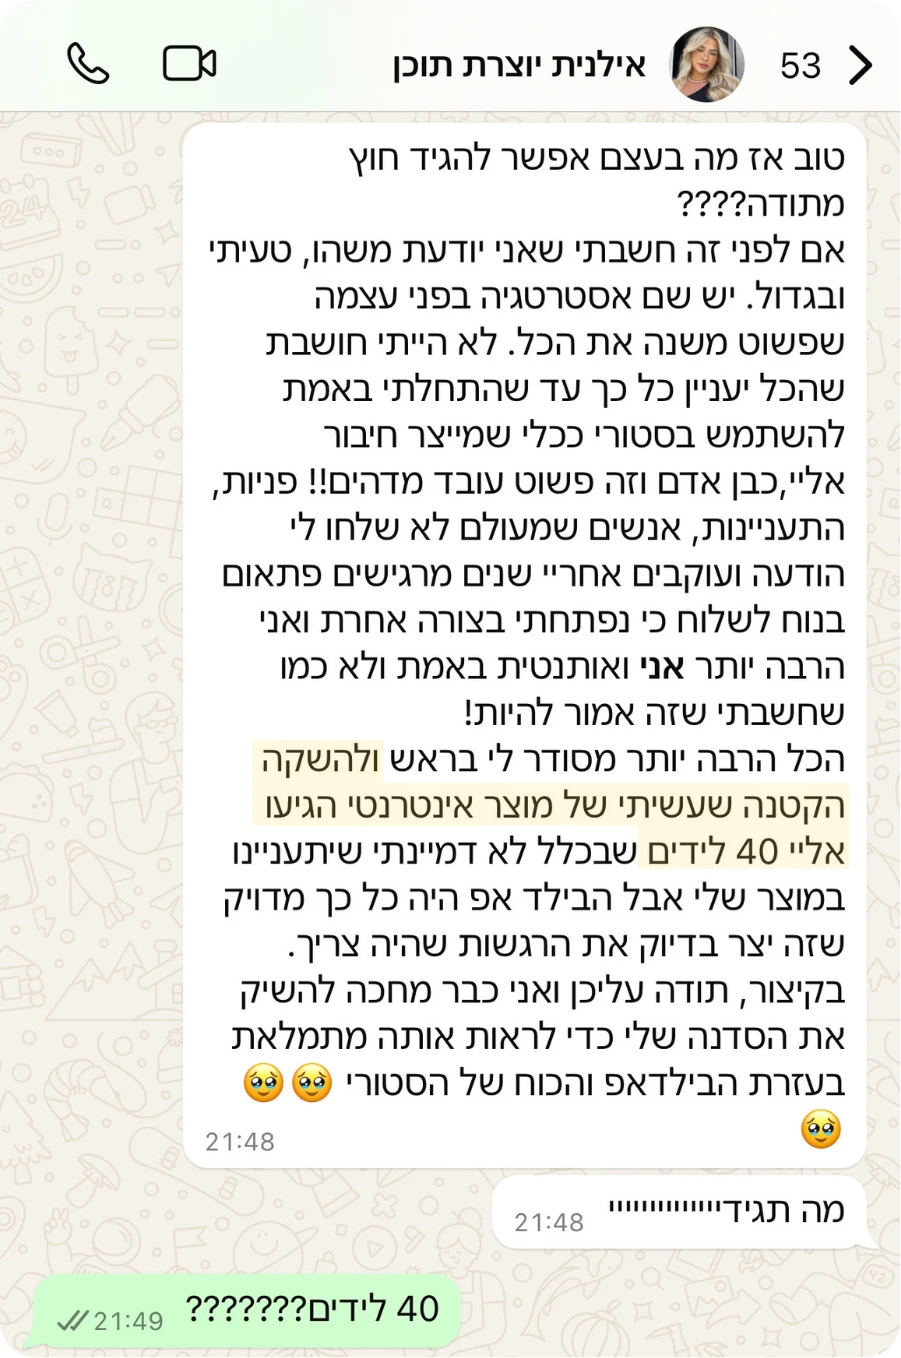 אילנית יוצרת תוכן
53
טוב אז מה בעצם אפשר להגיד חוץ
מתודה????
אם לפני זה חשבתי שאני יודעת משהו, טעיתי
ובגדול. יש שם אסטרטגיה בפני עצמה
שפשוט משנה את הכל. לא הייתי חושבת
שהכל יעניין כל כך עד שהתחלתי באמת
להשתמש בסטורי ככלי שמייצר חיבור
אליי,כבן אדם וזה פשוט עובד מדהים!! פניות,
התעניינות, אנשים שמעולם לא שלחו לי
הודעה ועוקבים אחריי שנים מרגישים פתאום
בנוח לשלוח כי נפתחתי בצורה אחרת ואני
הרבה יותר אני ואותנטית באמת ולא כמו
שחשבתי שזה אמור להיות!
הכל הרבה יותר מסודר לי בראש ולהשקה
הקטנה שעשיתי של מוצר אינטרנטי הגיעו
אליי 40 לידים שבכלל לא דמיינתי שיתעניינו
במוצר שלי אבל הבילד אפ היה כל כך מדויק
שזה יצר בדיוק את הרגשות שהיה צריך.
בקיצור, תודה עליכן ואני כבר מחכה להשיק
את הסדנה שלי כדי לראות אותה מתמלאת
בעזרת הבילדאפ והכוח של הסטורי 🥹🥹
🥹
21:48
מה תגידיייייייייייייי
21:48
40 לידים???????
21:49